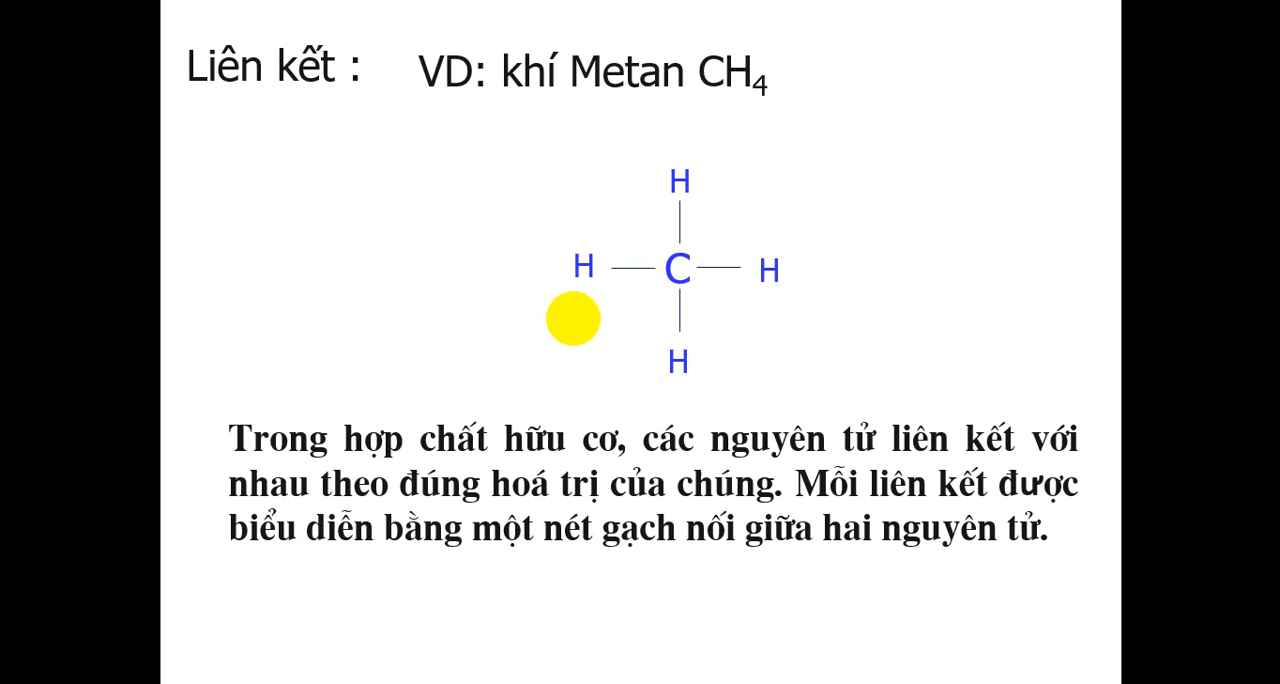 Liên kết : VD: khí Metan CH₄
H
H C H
H
Trong hợp chất hữu cơ, các nguyên tử liên kết với
nhau theo đúng hoá trị của chúng. Mỗi liên kết được
biểu diễn bằng một nét gạch nối giữa hai nguyên tử.